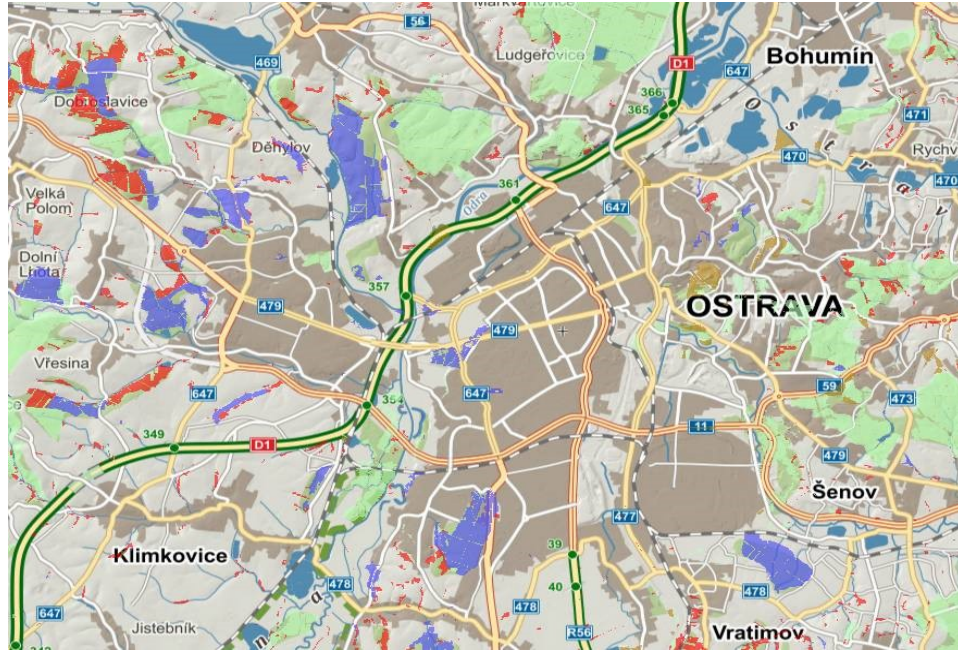 Markvartovice
56
Ludgeřovice
D1
Bohumín
469
647
366
365
Dobroslavice
471
Děhylov
Ostrav
470
Rychv
470
361
Velká
Polom
Odra
647
Dolní
Lhota
357
479
OSTRAVA
479
Vřesina
59
647
647
473
354
349
D1
11
479
Šenov
477
Klimkovice
39
478
40
478
478
647
Jistebník
n a
R56
Vratimov